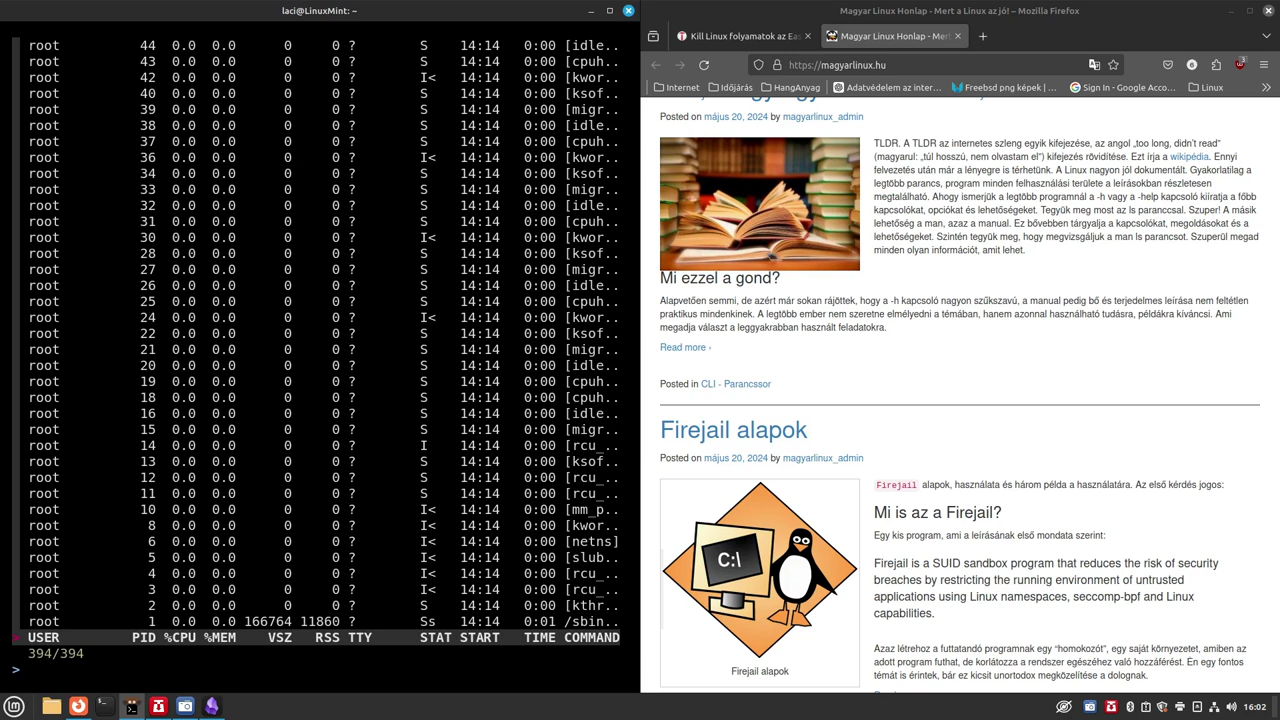 laci@LinuxMint: ~
root 44 0.0 0.0 0 0 ? S 14:14 0:00 [idle..
root 43 0.0 0.0 0 0 ? S 14:14 0:00 [cpuh..
root 42 0.0 0.0 0 0 ? I< 14:14 0:00 [kwor..
root 40 0.0 0.0 0 0 ? S 14:14 0:00 [ksof..
root 39 0.0 0.0 0 0 ? S 14:14 0:00 [migr..
root 38 0.0 0.0 0 0 ? S 14:14 0:00 [idle..
root 37 0.0 0.0 0 0 ? S 14:14 0:00 [cpuh..
root 36 0.0 0.0 0 0 ? I< 14:14 0:00 [kwor..
root 34 0.0 0.0 0 0 ? S 14:14 0:00 [ksof..
root 33 0.0 0.0 0 0 ? S 14:14 0:00 [migr..
root 32 0.0 0.0 0 0 ? S 14:14 0:00 [idle..
root 31 0.0 0.0 0 0 ? S 14:14 0:00 [cpuh..
root 30 0.0 0.0 0 0 ? I< 14:14 0:00 [kwor..
root 28 0.0 0.0 0 0 ? S 14:14 0:00 [ksof..
root 27 0.0 0.0 0 0 ? S 14:14 0:00 [migr..
root 26 0.0 0.0 0 0 ? S 14:14 0:00 [idle..
root 25 0.0 0.0 0 0 ? S 14:14 0:00 [cpuh..
root 24 0.0 0.0 0 0 ? I< 14:14 0:00 [kwor..
root 22 0.0 0.0 0 0 ? S 14:14 0:00 [ksof..
root 21 0.0 0.0 0 0 ? S 14:14 0:00 [migr..
root 20 0.0 0.0 0 0 ? S 14:14 0:00 [idle..
root 19 0.0 0.0 0 0 ? S 14:14 0:00 [cpuh..
root 18 0.0 0.0 0 0 ? S 14:14 0:00 [cpuh..
root 16 0.0 0.0 0 0 ? S 14:14 0:00 [idle..
root 15 0.0 0.0 0 0 ? S 14:14 0:00 [migr..
root 14 0.0 0.0 0 0 ? I 14:14 0:00 [rcu_..
root 13 0.0 0.0 0 0 ? S 14:14 0:00 [ksof..
root 12 0.0 0.0 0 0 ? S 14:14 0:00 [rcu_..
root 11 0.0 0.0 0 0 ? S 14:14 0:00 [rcu_..
root 10 0.0 0.0 0 0 ? I< 14:14 0:00 [mm_p..
root 8 0.0 0.0 0 0 ? I< 14:14 0:00 [kwor..
root 6 0.0 0.0 0 0 ? I< 14:14 0:00 [netns]
root 5 0.0 0.0 0 0 ? I< 14:14 0:00 [slub..
root 4 0.0 0.0 0 0 ? I< 14:14 0:00 [rcu_..
root 3 0.0 0.0 0 0 ? I< 14:14 0:00 [rcu_..
root 2 0.0 0.0 0 0 ? S 14:14 0:00 [kthr..
root 1 0.0 0.0 166764 11860 ? Ss 14:14 0:01 /sbin..
> USER PID %CPU %MEM VSZ RSS TTY STAT START TIME COMMAND
394/394
>
Magyar Linux Honlap - Mert a Linux az jó! – Mozilla Firefox
Kill Linux folyamatok az Eas
Magyar Linux Honlap - Mert
https://magyarlinux.hu
Internet Időjárás HangAnyag Adatvédelem az inter… Freebsd png képek | … Sign In - Google Acco… Linux
Posted on május 20, 2024 by magyarlinux_admin
TLDR. A TLDR az internetes szleng egyik kifejezése, az angol „too long, didn't read”
(magyarul: „túl hosszú, nem olvastam el”) kifejezés rövidítése. Ezt írja a wikipédia. Ennyi
felvezetés után már a lényegre is térhetünk. A Linux nagyon jól dokumentált. Gyakorlatilag a
legtöbb parancs, program minden felhasználási területe a leírásokban részletesen
megtalálható. Ahogy ismerjük a legtöbb programnál a -h vagy a -help kapcsoló kiíratja a főbb
kapcsolókat, opciókat és lehetőségeket. Tegyük meg most az ls paranccsal. Szuper! A másik
lehetőség a man, azaz a manual. Ez bővebben tárgyalja a kapcsolókat, megoldásokat és a
lehetőségeket. Szintén tegyük meg, hogy megvizsgáljuk a man ls parancsot. Szuperül megad
minden olyan információt, amit lehet.
Mi ezzel a gond?
Alapvetően semmi, de azért már sokan rájöttek, hogy a -h kapcsoló nagyon szűkszavú, a manual pedig bő és terjedelmes leírása nem feltétlen
praktikus mindenkinek. A legtöbb ember nem szeretne elmélyedni a témában, hanem azonnal használható tudásra, példákra kíváncsi. Ami
megadja választ a leggyakrabban használt feladatokra.
Read more ›
Posted in CLI - Parancssor
Firejail alapok
Posted on május 20, 2024 by magyarlinux_admin
Firejail alapok, használata és három példa a használatára. Az első kérdés jogos:
Mi is az a Firejail?
Egy kis program, ami a leírásának első mondata szerint:
Firejail is a SUID sandbox program that reduces the risk of security
breaches by restricting the running environment of untrusted
applications using Linux namespaces, seccomp-bpf and Linux
capabilities.
C:\
Firejail alapok
Azaz létrehoz a futtatandó programnak egy “homokozót”, egy saját környezetet, amiben az
adott program futhat, de korlátozza a rendszer egészéhez való hozzáférést. Én egy fontos
témát is érintek, bár ez kicsit unortodox megközelítése a dolognak.
16:02